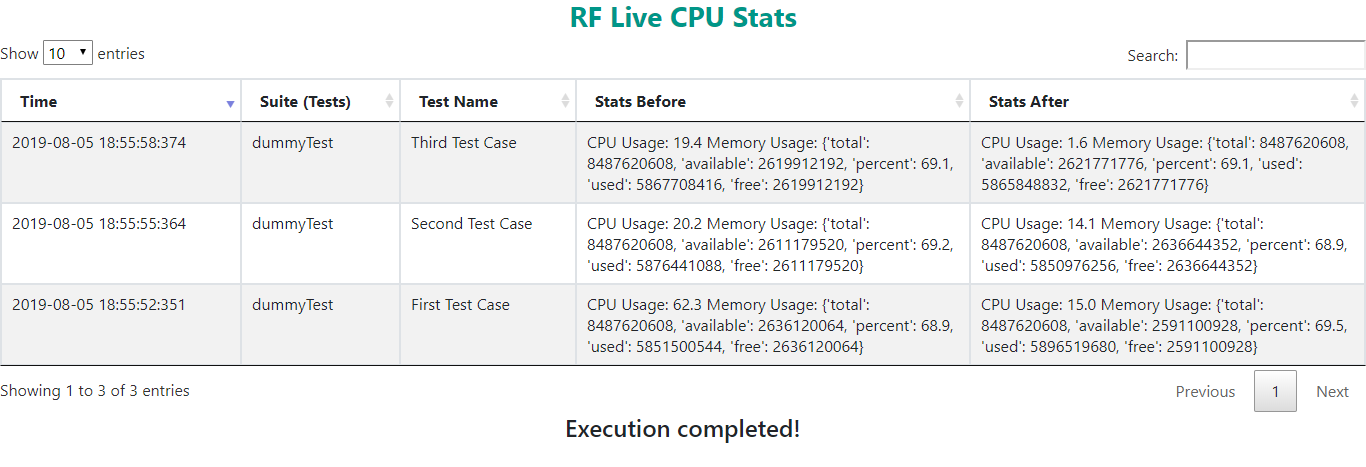 RF Live CPU Stats
Show 10 entries
Search:
Time Suite (Tests) Test Name Stats Before Stats After
2019-08-05 18:55:58:374 dummyTest Third Test Case CPU Usage: 19.4 Memory Usage: {'total': CPU Usage: 1.6 Memory Usage: {'total': 8487620608,
8487620608, 'available': 2619912192, 'percent': 69.1, 'available': 2621771776, 'percent': 69.1, 'used':
'used': 5867708416, 'free': 2619912192} 5865848832, 'free': 2621771776}
2019-08-05 18:55:55:364 dummyTest Second Test Case CPU Usage: 20.2 Memory Usage: {'total': CPU Usage: 14.1 Memory Usage: {'total':
8487620608, 'available': 2611179520, 'percent': 69.2, 8487620608, 'available': 2636644352, 'percent': 68.9,
'used': 5876441088, 'free': 2611179520} 'used': 5850976256, 'free': 2636644352}
2019-08-05 18:55:52:351 dummyTest First Test Case CPU Usage: 62.3 Memory Usage: {'total': CPU Usage: 15.0 Memory Usage: {'total':
8487620608, 'available': 2636120064, 'percent': 68.9, 8487620608, 'available': 2591100928, 'percent': 69.5,
'used': 5851500544, 'free': 2636120064} 'used': 5896519680, 'free': 2591100928}
Showing 1 to 3 of 3 entries
Previous 1 Next
Execution completed!